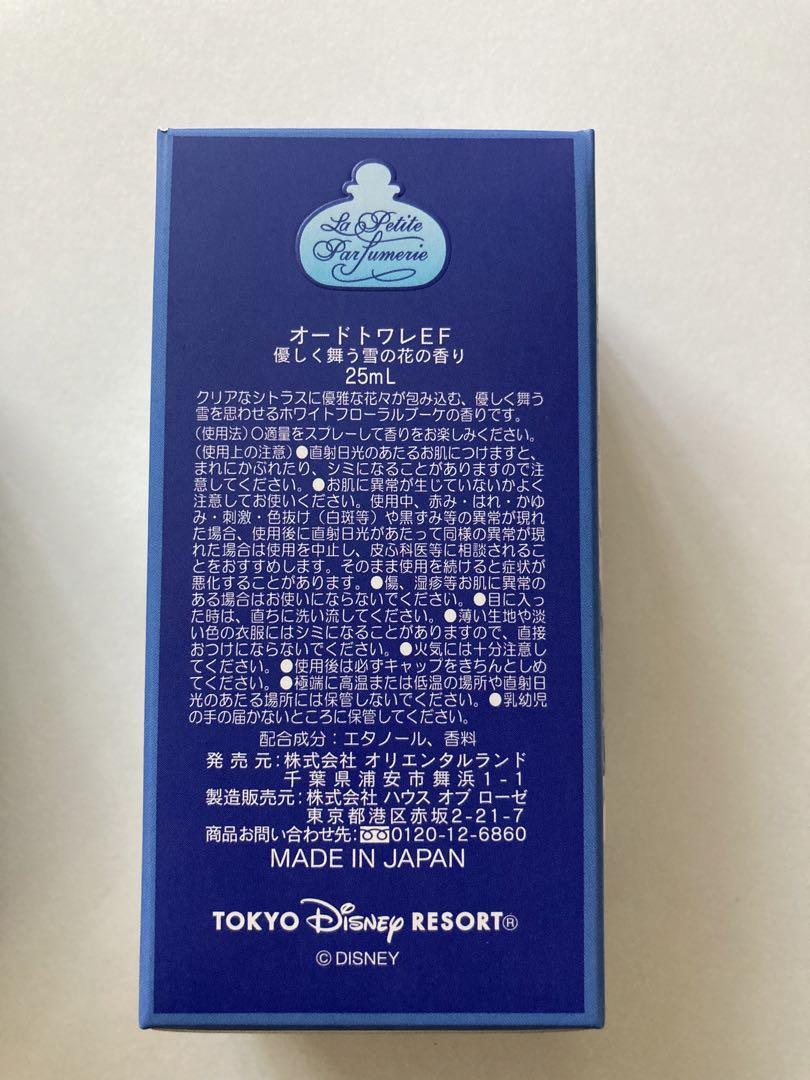 La Petite
Parfumerie
オードトワレEF
優しく舞う雪の花の香り
25mL
クリアなシトラスに優雅な花々が包み込む、優しく舞う
雪を思わせるホワイトフローラルブーケの香りです。
(使用法)〇適量をスプレーして香りをお楽しみください。
(使用上の注意)●直射日光のあたるお肌につけますと、
まれにかぶれたり、シミになることがありますので注
意してください。●お肌に異常が生じていないかよく
注意してお使いください。使用中、赤み・はれ・かゆ
み・刺激・色抜け(白斑等)や黒ずみ等の異常が現れ
た場合、使用後に直射日光があたって同様の異常が現
れた場合は使用を中止し、皮ふ科医等に相談されるこ
とをおすすめします。そのまま使用を続けると症状が
悪化することがあります。●傷、湿疹等お肌に異常の
ある場合はお使いにならないでください。●目に入っ
た時は、直ちに洗い流してください。●薄い生地や淡
い色の衣服にはシミになることがありますので、直接
おつけにならないでください。●火気には十分注意し
てください。●使用後は必ずキャップをきちんとしめ
てください。●極端に高温または低温の場所や直射日
光のあたる場所には保管しないでください。●乳幼児
の手の届かないところに保管してください。
配合成分:エタノール、香料
発売元:株式会社 オリエンタルランド
千葉県浦安市舞浜1-1
製造販売元:株式会社 ハウス オブ ローゼ
東京都港区赤坂2-21-7
商品お問い合わせ先:0120-12-6860
MADE IN JAPAN
TOKYO Disney RESORT®
© DISNEY